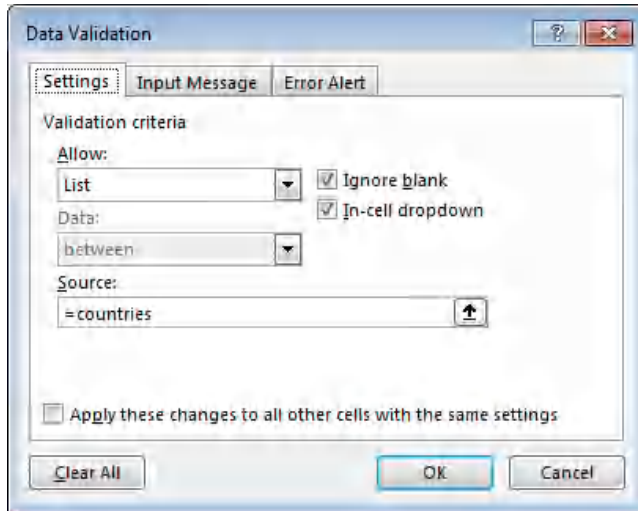 Data Validation
Settings Input Message Error Alert
Validation criteria
Allow:
List
Ignore blank
In-cell dropdown
Data:
between
Source:
=countries
Apply these changes to all other cells with the same settings
Clear All OK Cancel